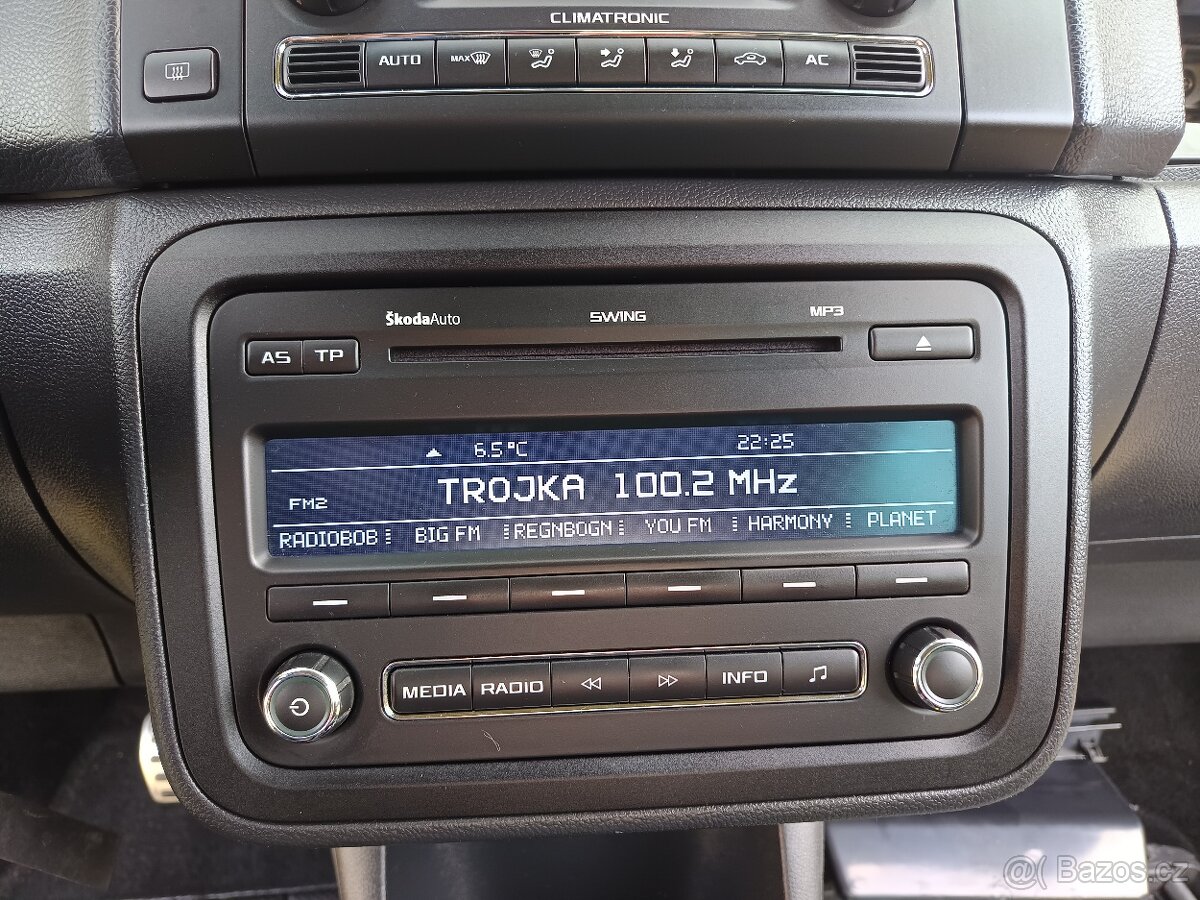 CLIMATRONIC
AUTO MAX AC
ŠkodaAuto SWING MP3
AS TP
6.5°C 22:25
FM2 TROJKA 100.2 MHz
RADIOBOB BIG FM REGNBOGN YOU FM HARMONY PLANET
MEDIA RADIO INFO
@( Bazos.cz